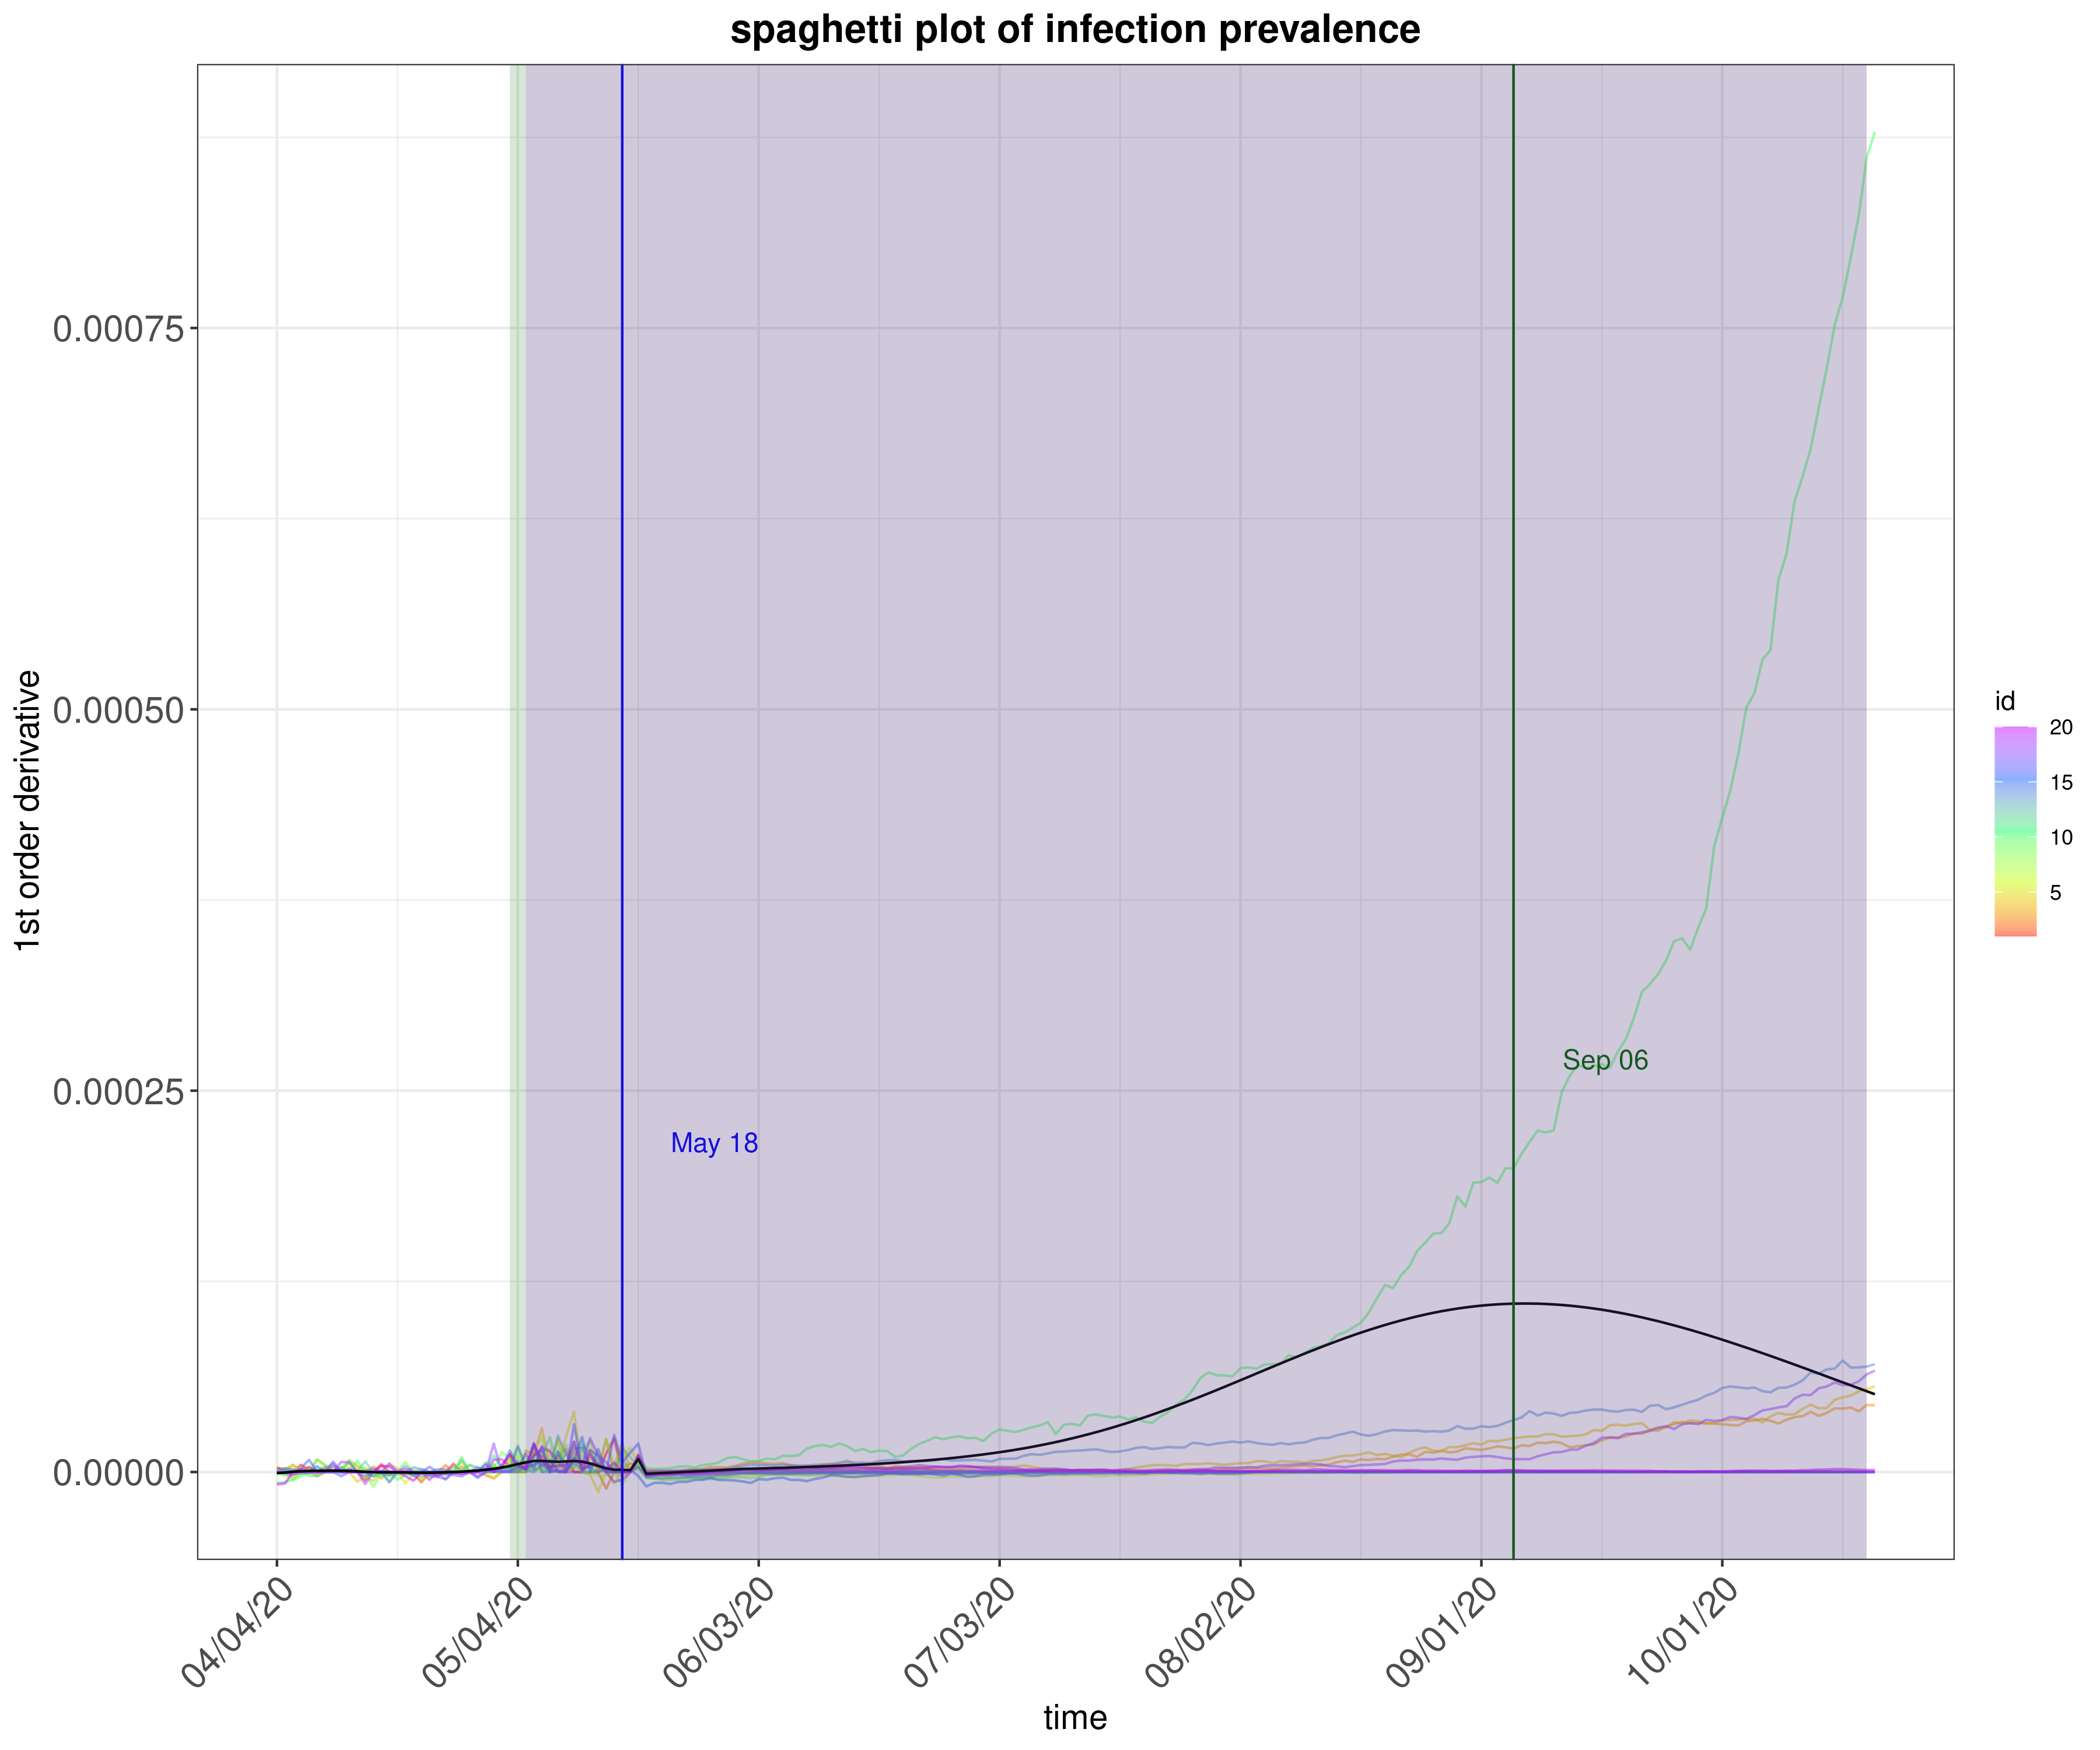 spaghetti plot of infection prevalence
1st order derivative
0.00075
0.00050
0.00025
0.00000
May 18
Sep 06
04/04/20
05/04/20
06/03/20
07/03/20
08/02/20
09/01/20
10/01/20
time
id
20
15
10
5